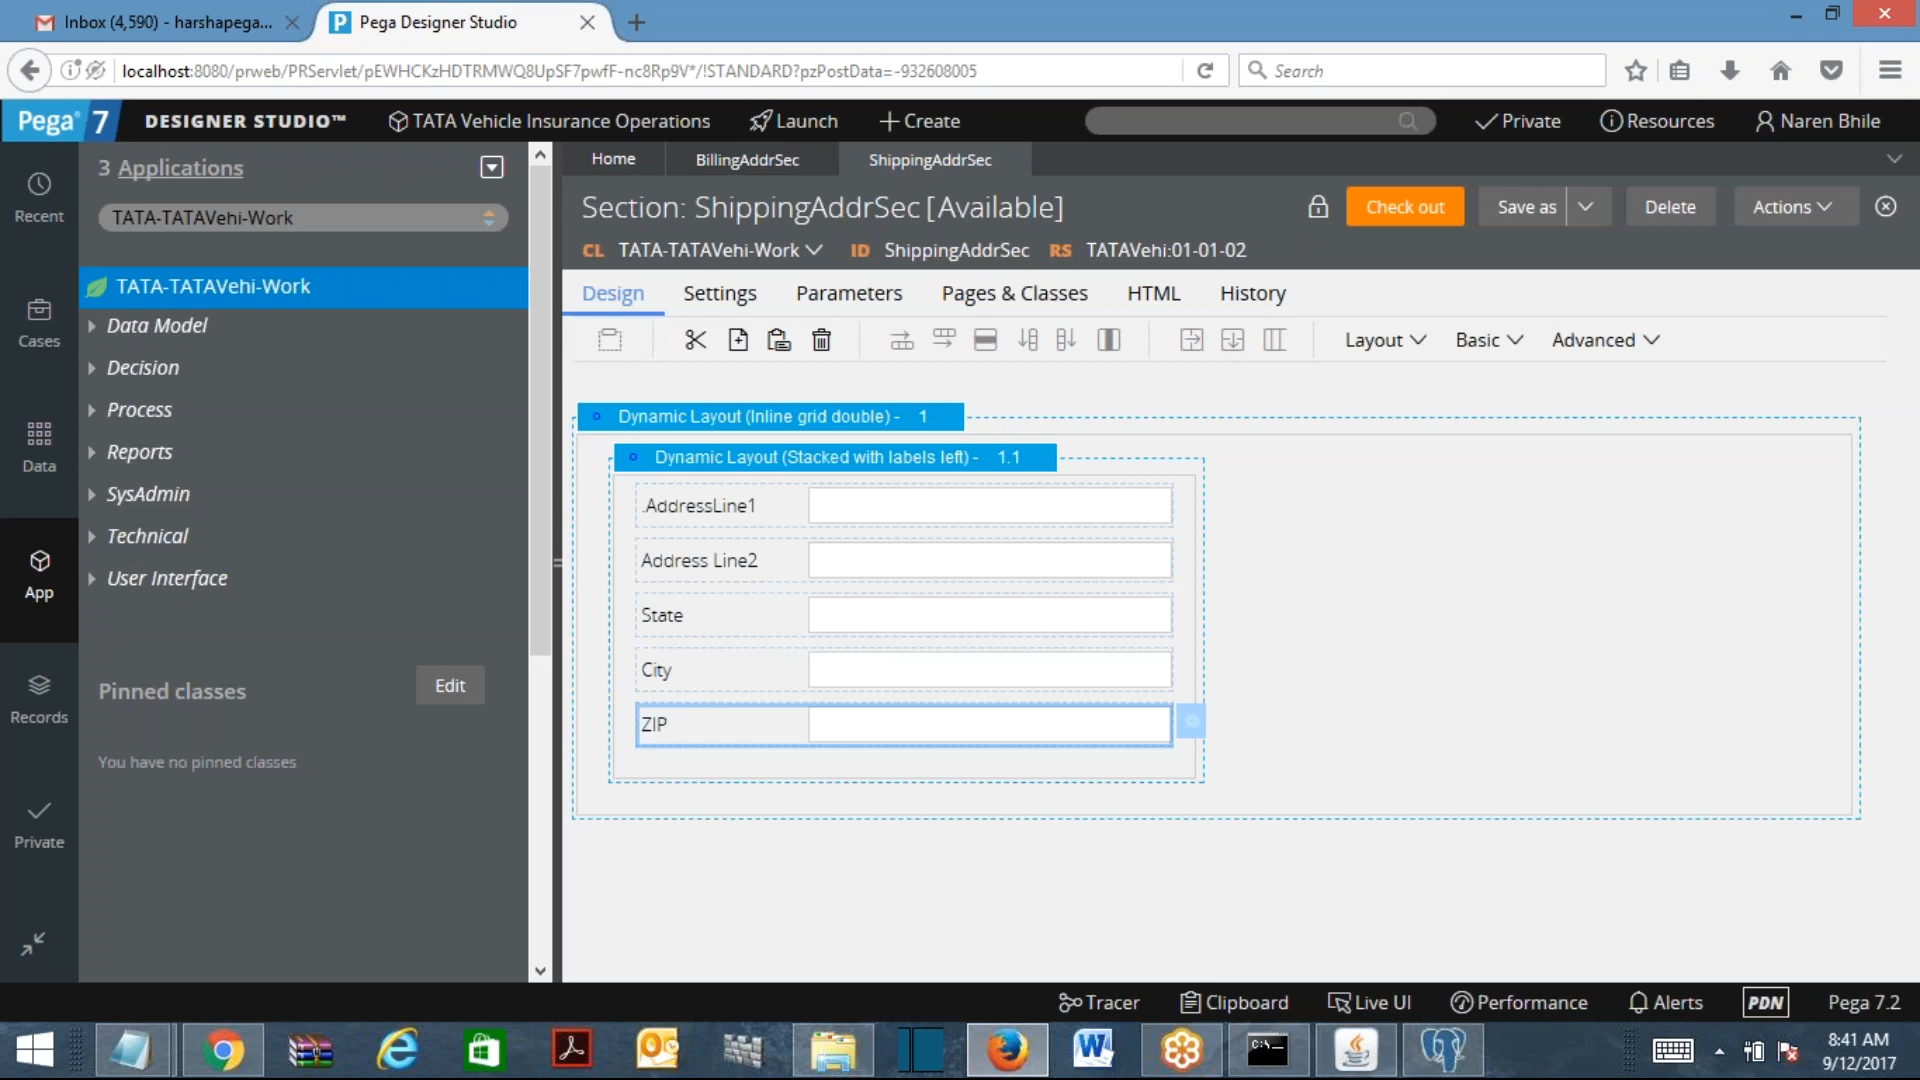 Inbox (4,590) - harshapega...
Pega Designer Studio
localhost:8080/prweb/PRServlet/pEWHCKzHDTRMWQ8UpSF7pwfF-nc8Rp9V*/!STANDARD?pzPostData=-932608005
Search
Pega 7 DESIGNER STUDIO™ TATA Vehicle Insurance Operations Launch Create Private Resources Naren Bhile
Recent
Cases
Data
App
Records
Private
3 Applications
TATA-TATAVehi-Work
TATA-TATAVehi-Work
Data Model
Decision
Process
Reports
SysAdmin
Technical
User Interface
Pinned classes Edit
You have no pinned classes
Home BillingAddrSec ShippingAddrSec
Section: ShippingAddrSec [Available] Check out Save as Delete Actions
CL TATA-TATAVehi-Work ID ShippingAddrSec RS TATAVehi:01-01-02
Design Settings Parameters Pages & Classes HTML History
Layout Basic Advanced
Dynamic Layout (Inline grid double) - 1
Dynamic Layout (Stacked with labels left) - 1.1
.AddressLine1
Address Line2
State
City
ZIP
Tracer Clipboard Live UI Performance Alerts PDN Pega 7.2
8:41 AM
9/12/2017